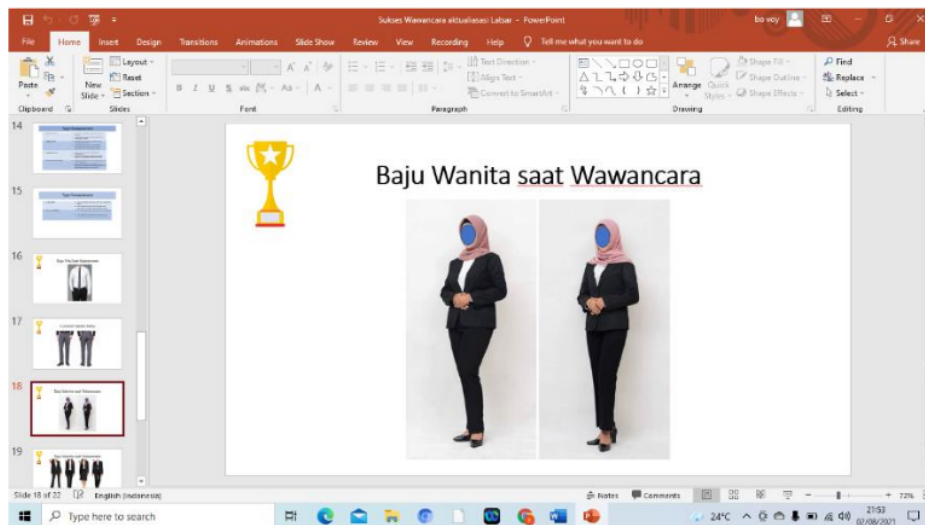 Sukses Wawancara aktualiasasi Labsr - PowerPoint
bo voy
File Home Insert Design Transitions Animations Slide Show Review View Recording Help Tell me what you want to do
Share
Paste
New
Slide
Layout
Reset
Section
B I U S
Aa
A
Text Direction
Align Text
Convert to SmartArt
Arrange
Quick
Styles
Shape Fill
Shape Outline
Shape Effects
Find
Replace
Select
Clipboard
Slides
Font
Paragraph
Drawing
Editing
14
15
16
17
18
19
Baju Wanita saat Wawancara
Slide 18 of 22
English (Indonesia)
Notes
Comments
72%
Type here to search
24°C
21:53
02/08/2021